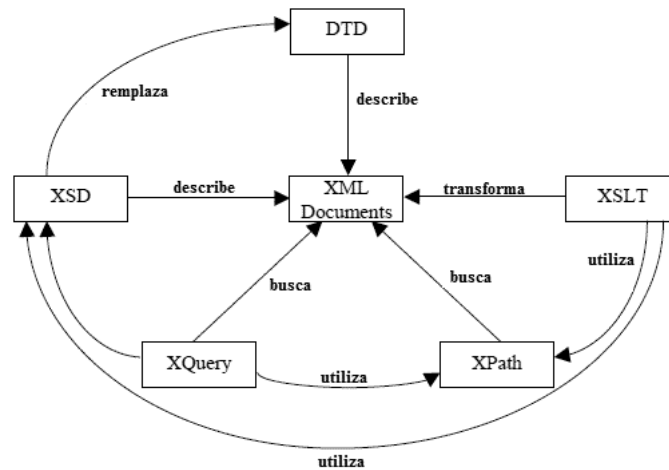 DTD
remplaza
describe
XSD
describe
XML
Documents
transforma
XSLT
utiliza
busca
busca
XQuery
utiliza
XPath
utiliza